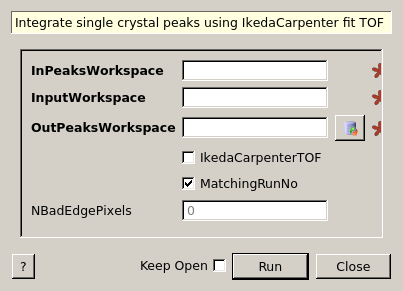 Integrate single crystal peaks using IkedaCarpenter fit TOF
InPeaksWorkspace
InputWorkspace
OutPeaksWorkspace
IkedaCarpenterTOF
MatchingRunNo
NBadEdgePixels 0
? Keep Open Run Close